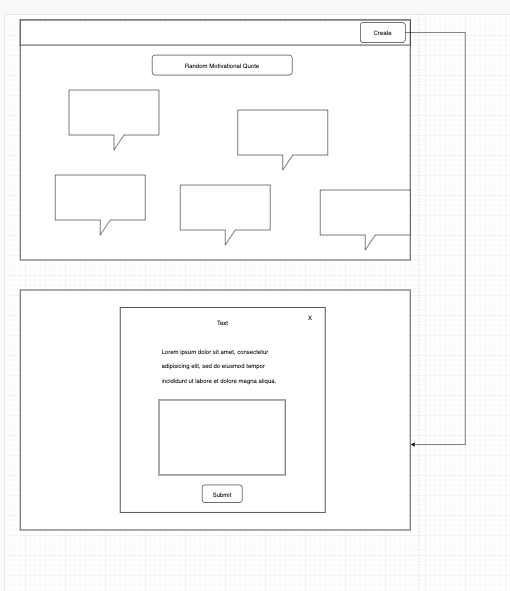 Create
Random Motivational Quote
Text
X
Lorem ipsum dolor sit amet, consectetur
adipisicing elit, sed do eiusmod tempor
incididunt ut labore et dolore magna aliqua.
Submit